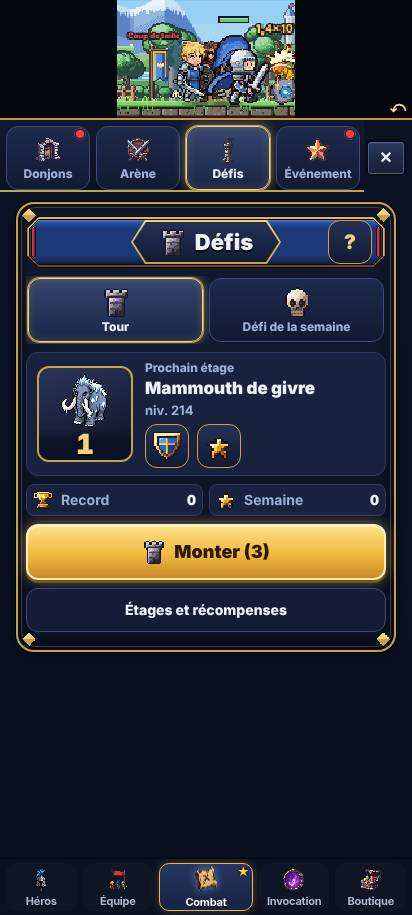 Coup de foudre
1,4×10
Donjons
Arène
Défis
Événement
×
Défis
?
Tour
Défi de la semaine
Prochain étage
Mammouth de givre
niv. 214
1
Record
0
Semaine
0
Monter (3)
Étages et récompenses
Héros
Équipe
Combat
Invocation
Boutique